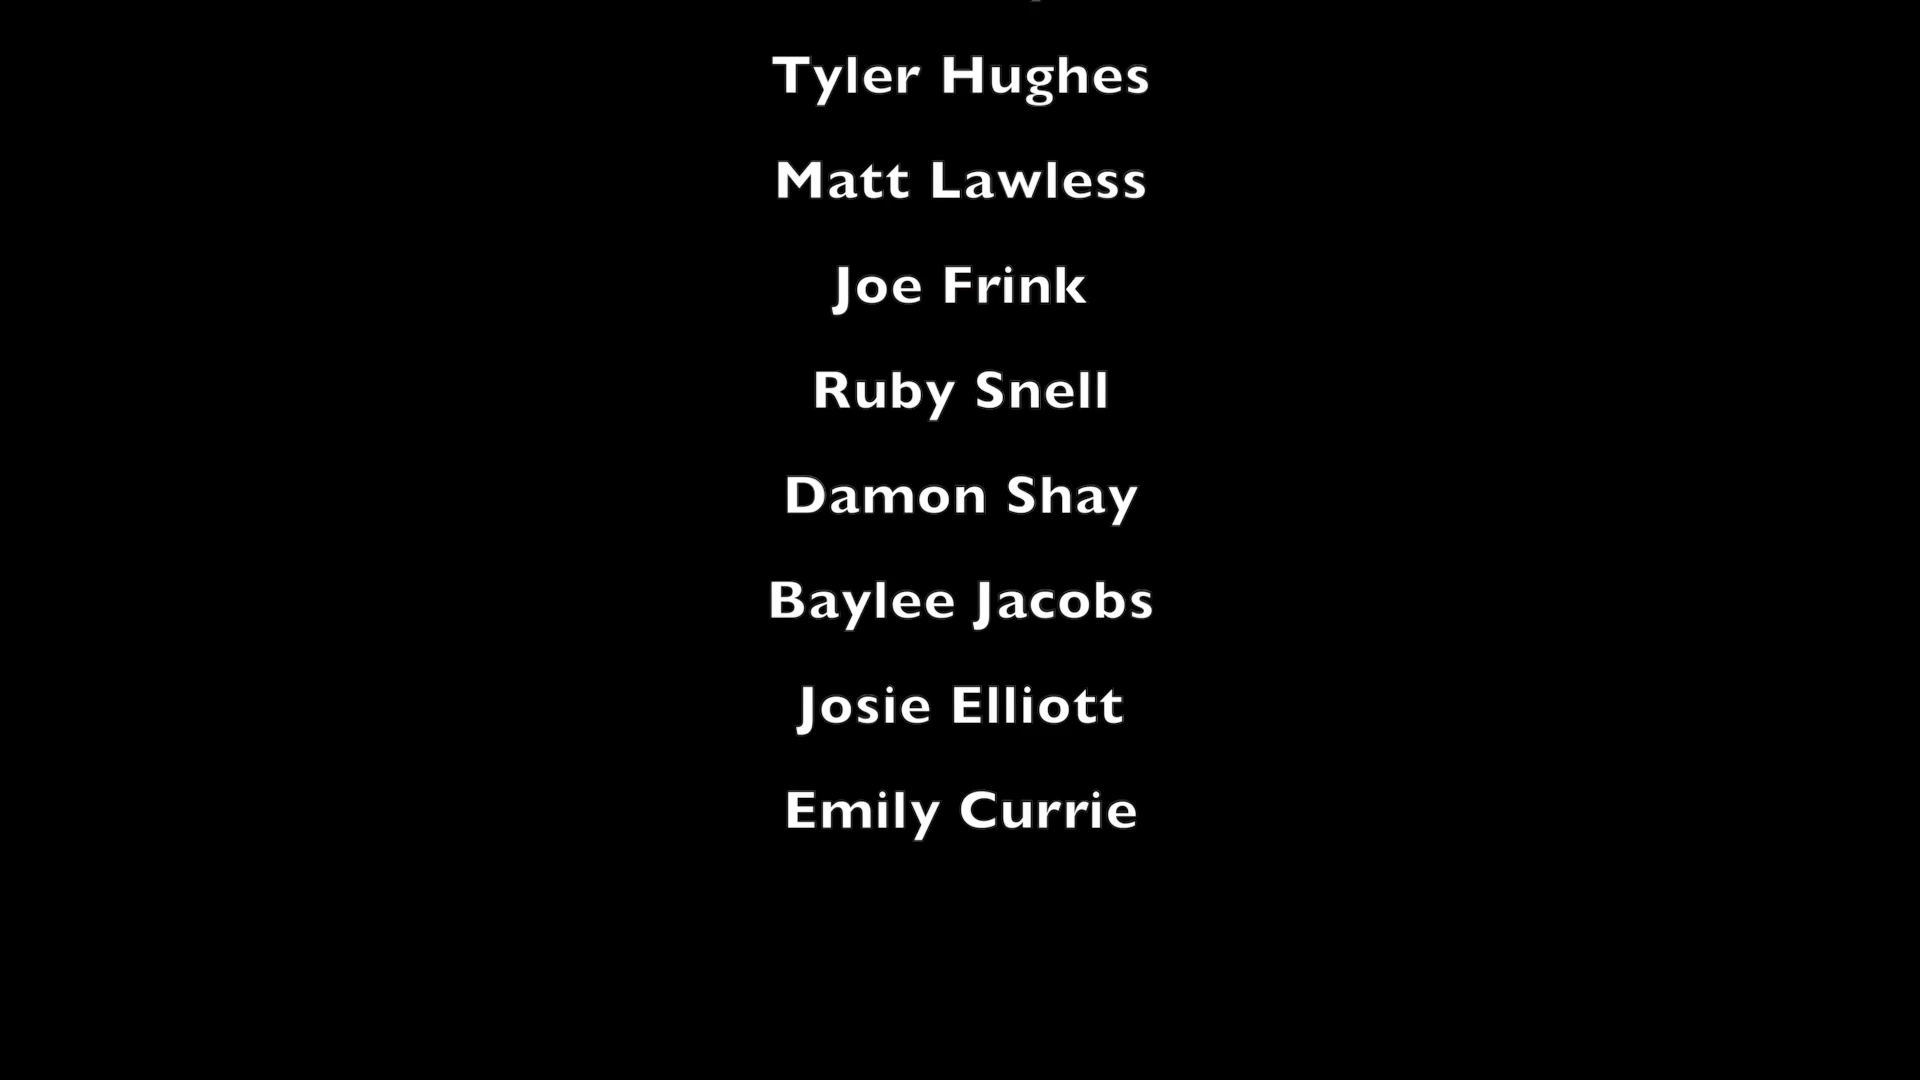 Tyler Hughes
Matt Lawless
Joe Frink
Ruby Snell
Damon Shay
Baylee Jacobs
Josie Elliott
Emily Currie